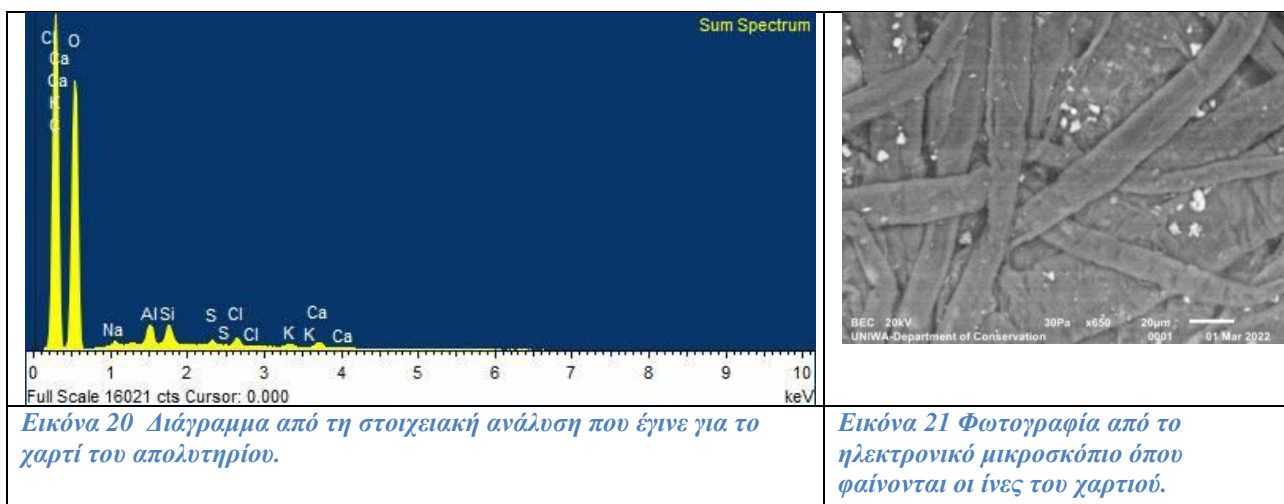 Sum Spectrum
Cl O
Ca
Ca
K
C
Na Al Si S S Cl Cl K K Ca Ca
0 1 2 3 4 5 6 7 8 9 10
Full Scale 16021 cts Cursor: 0.000 keV
BEC 20kV 30Pa x650 20μm
UNIWA-Department of Conservation 0001 01 Mar 2022
Εικόνα 20 Διάγραμμα από τη στοιχειακή ανάλυση που έγινε για το
χαρτί του απολυτηρίου.
Εικόνα 21 Φωτογραφία από το
ηλεκτρονικό μικροσκόπιο όπου
φαίνονται οι ίνες του χαρτιού.